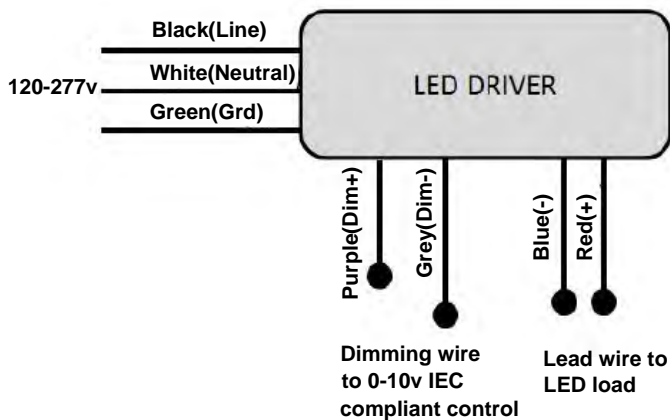 Black(Line)
120-277v
White(Neutral)
Green(Grd)
LED DRIVER
Purple(Dim+)
Grey(Dim-)
Blue(-)
Red(+)
Dimming wire
to 0-10v IEC
compliant control
Lead wire to
LED load